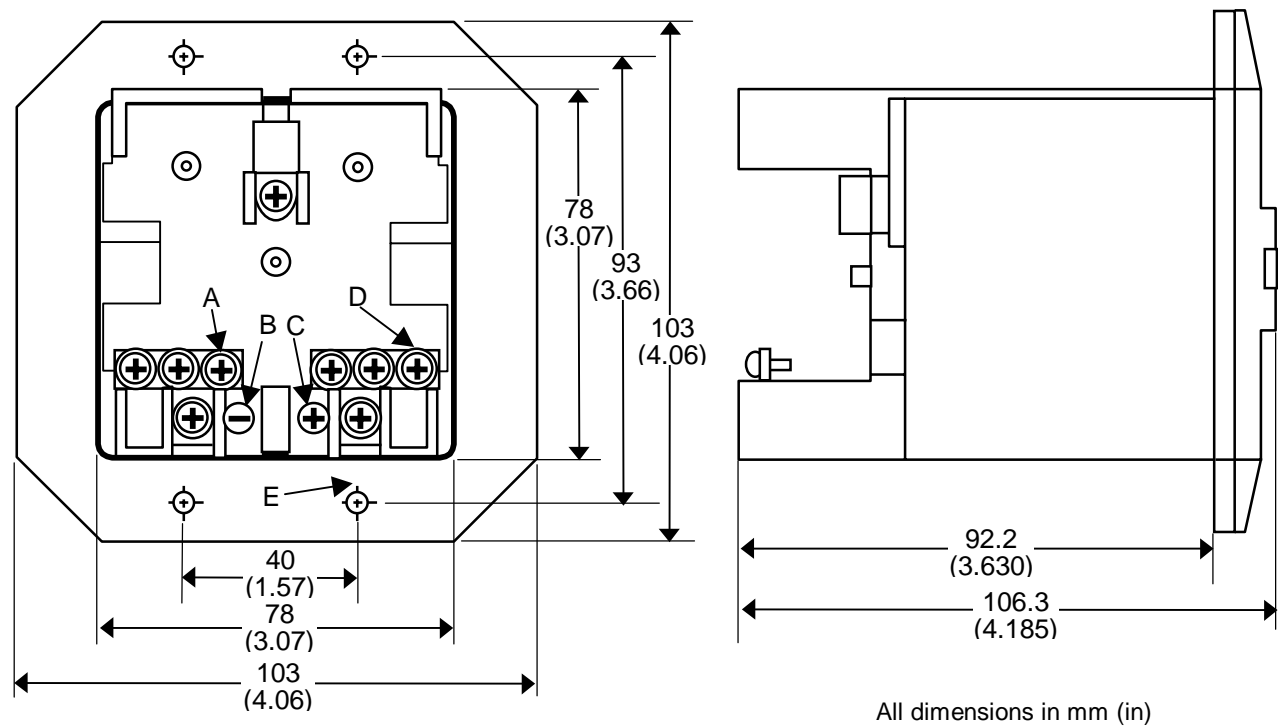 A
B
C
D
E
78
(3.07)
93
(3.66)
103
(4.06)
40
(1.57)
78
(3.07)
103
(4.06)
92.2
(3.630)
106.3
(4.185)
All dimensions in mm (in)